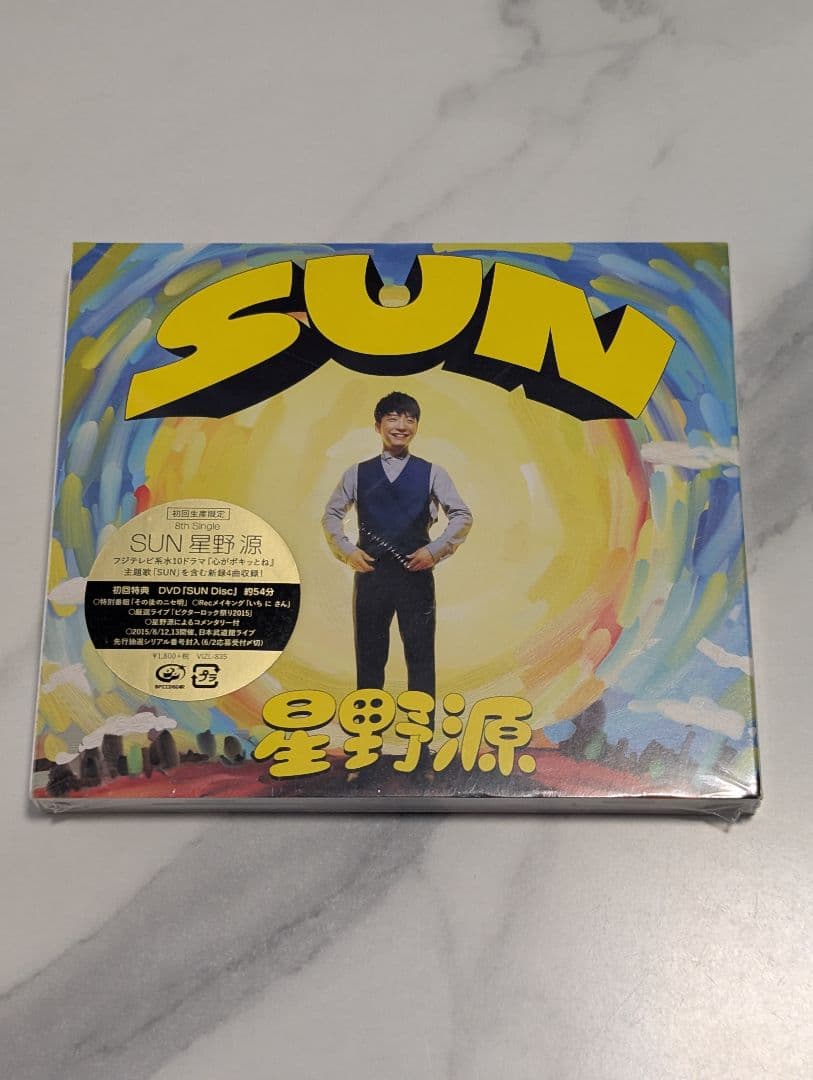 SUN
初回生産限定
8th Single
SUN 星野 源
フジテレビ系水10ドラマ「心がポキッとね」
主題歌「SUN」を含む新録4曲収録!
初回特典 DVD「SUN Disc」 約54分
○特別番組「その後のニセ明」 ○Recメイキング「いち に さん」
○厳選ライブ「ビクターロック祭り2015」
○星野源によるコメンタリー付
○2015/8/12,13開催、日本武道館ライブ
先行抽選シリアル番号封入(6/2応募受付〆切)
¥1,800+税 VIZL-835
プラ
星野源